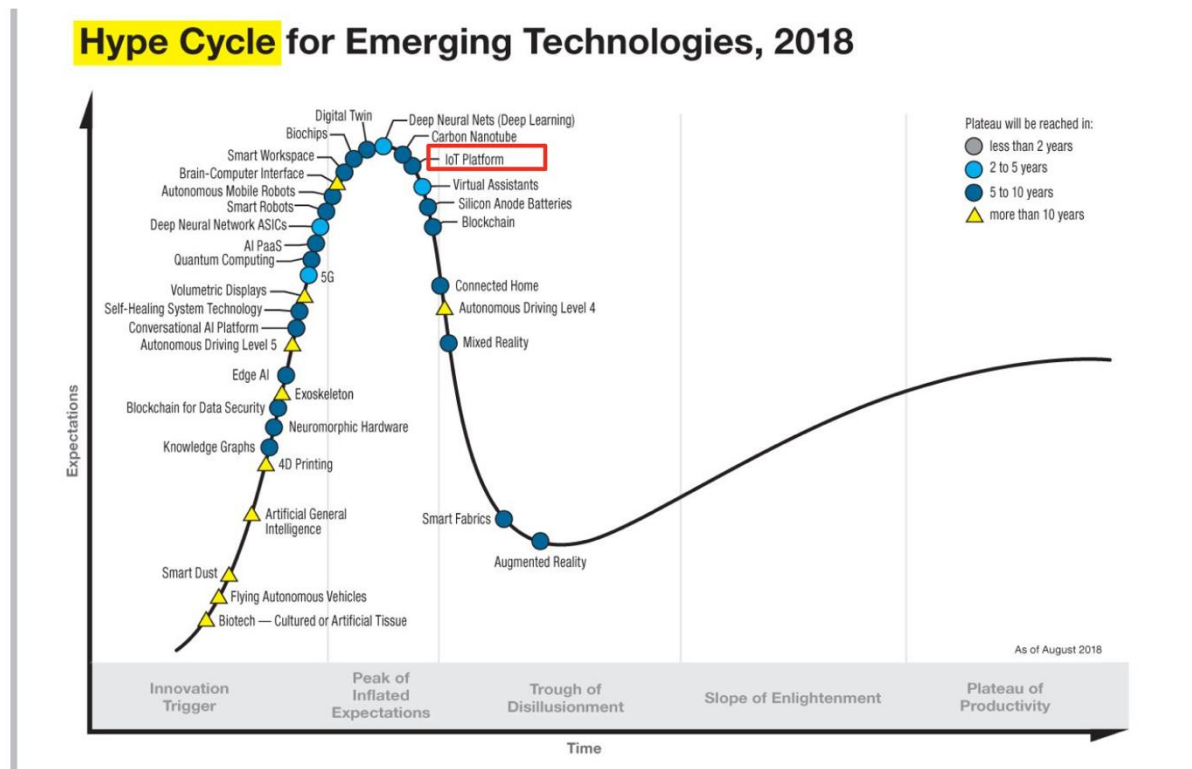 Hype Cycle for Emerging Technologies, 2018
Expectations
Digital Twin
Biochips
Smart Workspace
Brain-Computer Interface
Autonomous Mobile Robots
Smart Robots
Deep Neural Network ASICs
AI PaaS
Quantum Computing
5G
Volumetric Displays
Self-Healing System Technology
Conversational AI Platform
Autonomous Driving Level 5
Edge AI
Exoskeleton
Blockchain for Data Security
Neuromorphic Hardware
Knowledge Graphs
4D Printing
Artificial General
Intelligence
Smart Dust
Flying Autonomous Vehicles
Biotech — Cultured or Artificial Tissue
Deep Neural Nets (Deep Learning)
Carbon Nanotube
IoT Platform
Virtual Assistants
Silicon Anode Batteries
Blockchain
Connected Home
Autonomous Driving Level 4
Mixed Reality
Smart Fabrics
Augmented Reality
Plateau will be reached in:
less than 2 years
2 to 5 years
5 to 10 years
more than 10 years
As of August 2018
Innovation
Trigger
Peak of
Inflated
Expectations
Trough of
Disillusionment
Slope of Enlightenment
Plateau of
Productivity
Time